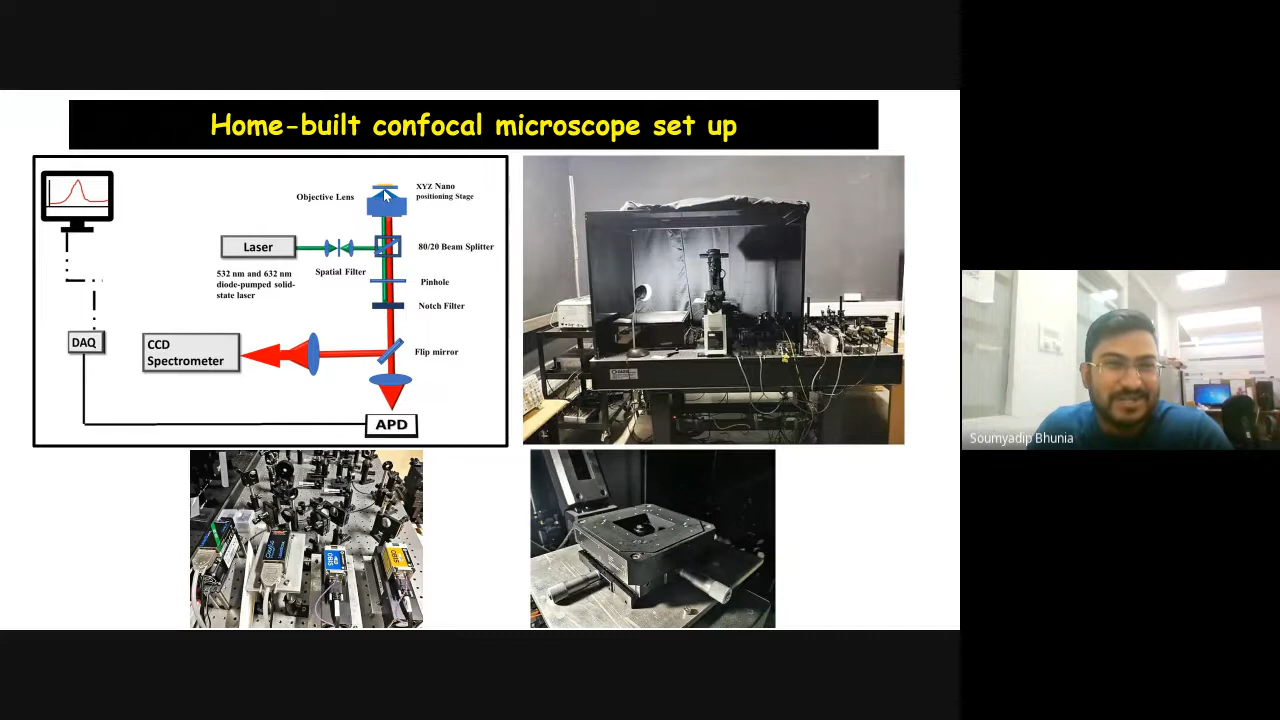 Home-built confocal microscope set up
Objective Lens
XYZ Nano
positioning Stage
Laser
80/20 Beam Splitter
Spatial Filter
532 nm and 632 nm
diode-pumped solid-
state laser
Pinhole
Notch Filter
DAQ
CCD
Spectrometer
Flip mirror
APD
OBIS
OBIS
Soumyadip Bhunia